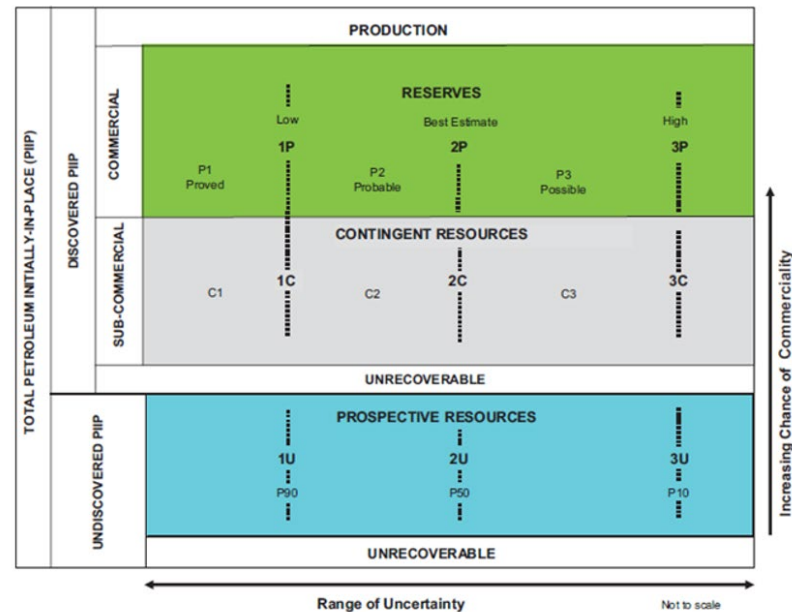 TOTAL PETROLEUM INITIALLY-IN-PLACE (PIIP)
DISCOVERED PIIP
UNDISCOVERED PIIP
COMMERCIAL
SUB-COMMERCIAL
PRODUCTION
RESERVES
Low
Best Estimate
High
1P
2P
3P
P1
Proved
P2
Probable
P3
Possible
CONTINGENT RESOURCES
1C
2C
3C
C1
C2
C3
UNRECOVERABLE
PROSPECTIVE RESOURCES
1U
2U
3U
P90
P50
P10
UNRECOVERABLE
Increasing Chance of Commerciality
Range of Uncertainty
Not to scale